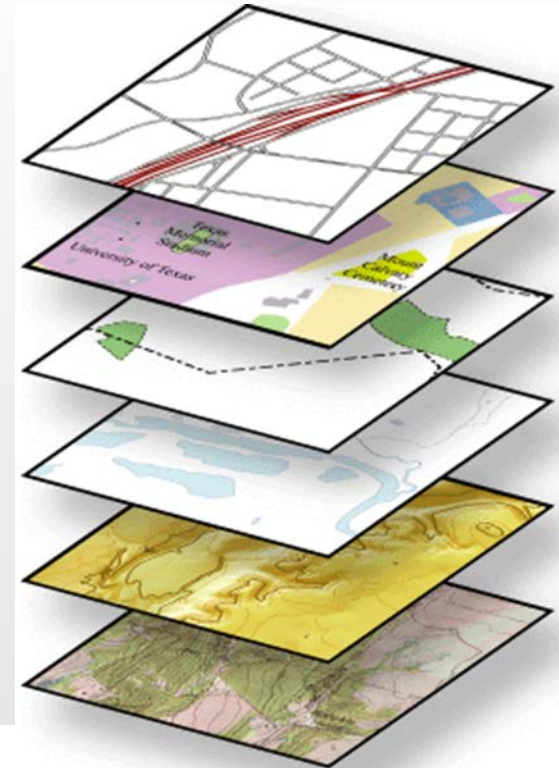 Texas
Memorial
Stadium
University of Texas
Mount
Calvary
Cemetery